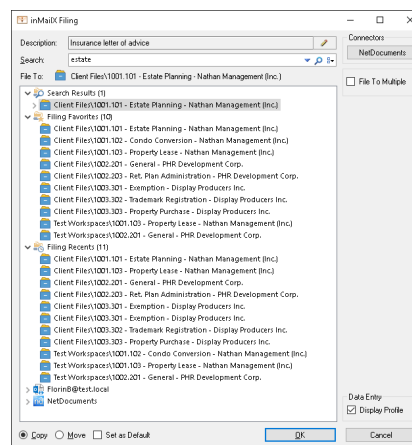 inMailX Filing
Description: Insurance letter of advice
Connectors
NetDocuments
Search: estate
File To: Client Files\1001.101 - Estate Planning - Nathan Management (Inc.)
File To Multiple
Search Results (1)
Client Files\1001.101 - Estate Planning - Nathan Management (Inc.)
Filing Favorites (10)
Client Files\1001.101 - Estate Planning - Nathan Management (Inc.)
Client Files\1001.102 - Condo Conversion - Nathan Management (Inc.)
Client Files\1001.103 - Property Lease - Nathan Management (Inc.)
Client Files\1002.201 - General - PHR Development Corp.
Client Files\1002.203 - Ret. Plan Administration - PHR Development Corp.
Client Files\1003.301 - Exemption - Display Producers Inc.
Client Files\1003.302 - Trademark Registration - Display Producers Inc.
Client Files\1003.303 - Property Purchase - Display Producers Inc.
Test Workspaces\1001.103 - Property Lease - Nathan Management (Inc.)
Test Workspaces\1002.201 - General - PHR Development Corp.
Filing Recents (11)
Client Files\1001.101 - Estate Planning - Nathan Management (Inc.)
Client Files\1001.103 - Property Lease - Nathan Management (Inc.)
Client Files\1002.201 - General - PHR Development Corp.
Client Files\1002.203 - Ret. Plan Administration - PHR Development Corp.
Client Files\1003.301 - Exemption - Display Producers Inc.
Client Files\1003.301 - Exemption - Display Producers Inc.
Client Files\1003.302 - Trademark Registration - Display Producers Inc.
Client Files\1003.303 - Property Purchase - Display Producers Inc.
Test Workspaces\1001.102 - Condo Conversion - Nathan Management (Inc.)
Test Workspaces\1001.103 - Property Lease - Nathan Management (Inc.)
Test Workspaces\1002.201 - General - PHR Development Corp.
FlorinB@test.local
NetDocuments
Data Entry
Display Profile
Copy Move Set as Default OK Cancel